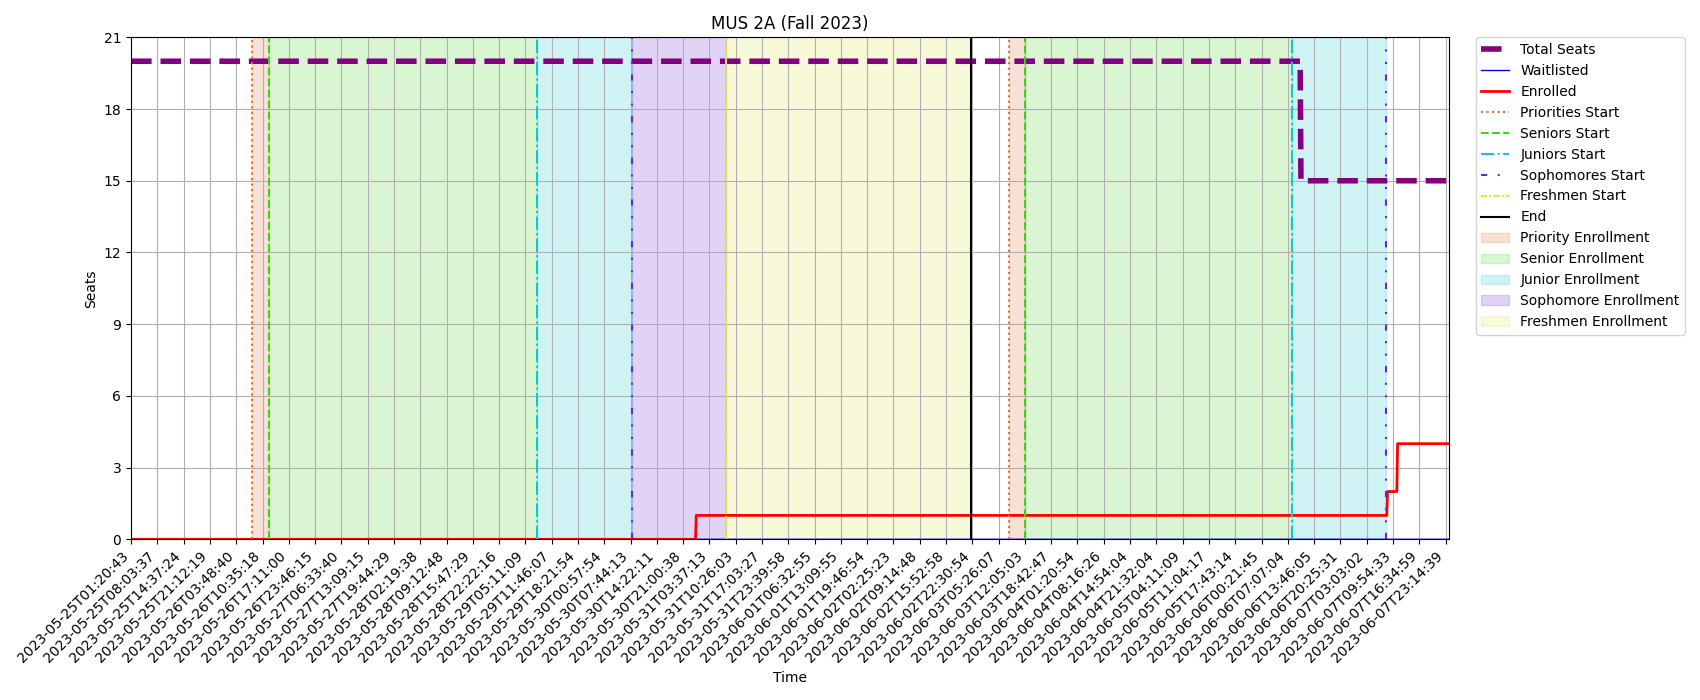 MUS 2A (Fall 2023)
21
18
15
12
9
6
3
0
Seats
2023-05-25T01:20:43
2023-05-25T08:03:37
2023-05-25T14:37:24
2023-05-25T21:12:19
2023-05-26T03:48:40
2023-05-26T10:35:18
2023-05-26T17:11:00
2023-05-26T23:46:15
2023-05-27T06:33:40
2023-05-27T13:09:15
2023-05-27T19:44:29
2023-05-28T02:19:38
2023-05-28T09:12:48
2023-05-28T15:47:29
2023-05-28T22:22:16
2023-05-29T05:11:09
2023-05-29T11:46:07
2023-05-29T18:21:54
2023-05-30T00:57:54
2023-05-30T07:44:13
2023-05-30T14:22:11
2023-05-30T21:00:38
2023-05-31T03:37:13
2023-05-31T10:26:03
2023-05-31T17:03:27
2023-05-31T23:39:58
2023-06-01T06:32:55
2023-06-01T13:09:55
2023-06-01T19:46:54
2023-06-02T02:25:23
2023-06-02T09:14:48
2023-06-02T15:52:58
2023-06-02T22:30:54
2023-06-03T05:26:07
2023-06-03T12:05:03
2023-06-03T18:42:47
2023-06-04T01:20:54
2023-06-04T08:16:26
2023-06-04T14:54:04
2023-06-04T21:32:04
2023-06-05T04:11:09
2023-06-05T11:04:17
2023-06-05T17:43:14
2023-06-06T00:21:45
2023-06-06T07:07:04
2023-06-06T13:46:05
2023-06-06T20:25:31
2023-06-07T03:03:02
2023-06-07T09:54:33
2023-06-07T16:34:59
2023-06-07T23:14:39
Time
Total Seats
Waitlisted
Enrolled
Priorities Start
Seniors Start
Juniors Start
Sophomores Start
Freshmen Start
End
Priority Enrollment
Senior Enrollment
Junior Enrollment
Sophomore Enrollment
Freshmen Enrollment